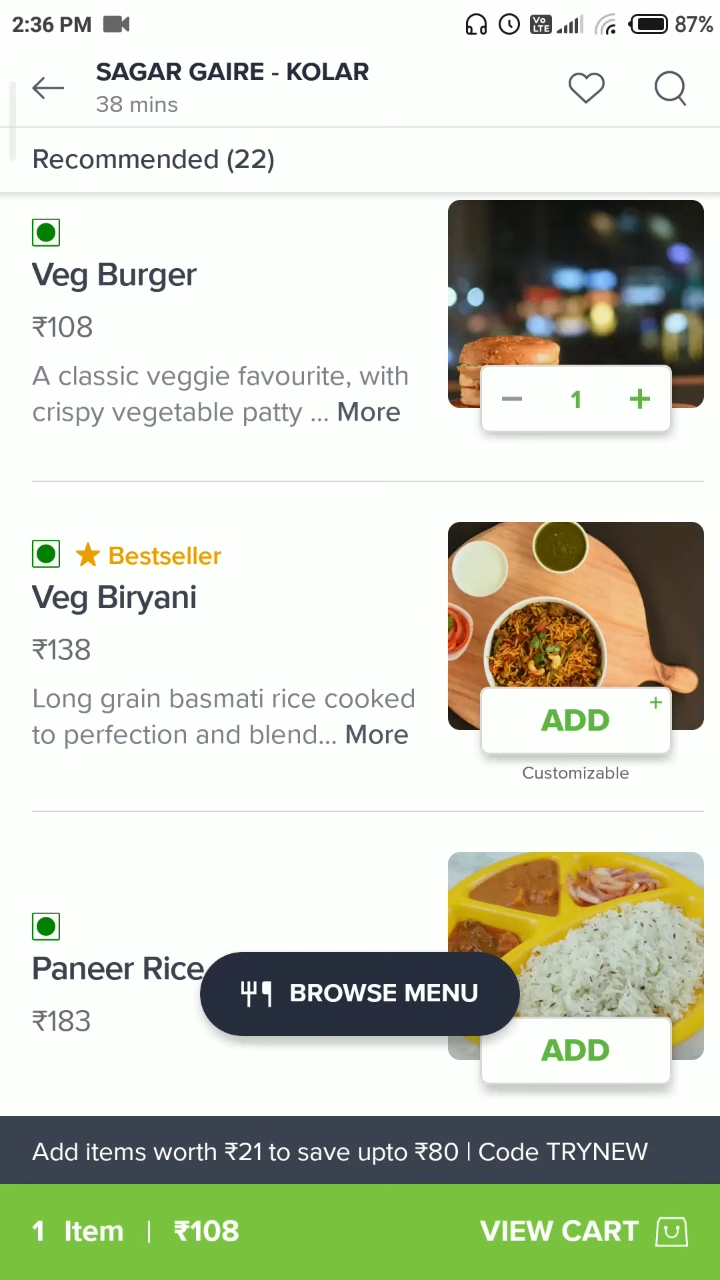 2:36 PM
Vo LTE
87%
SAGAR GAIRE - KOLAR
38 mins
Recommended (22)
Veg Burger
₹108
A classic veggie favourite, with
crispy vegetable patty ... More
1
Bestseller
Veg Biryani
₹138
Long grain basmati rice cooked
to perfection and blend... More
ADD +
Customizable
Paneer Rice
₹183
BROWSE MENU
ADD
Add items worth ₹21 to save upto ₹80 | Code TRYNEW
1 Item | ₹108
VIEW CART